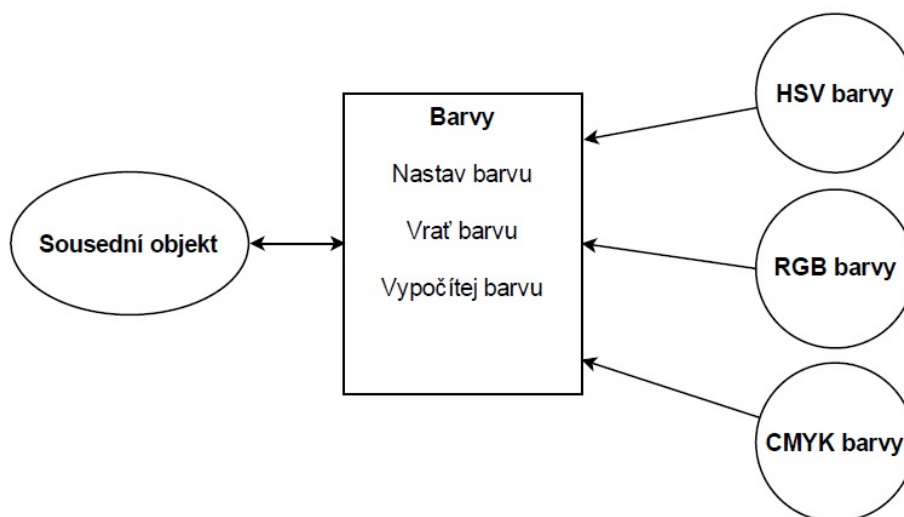 Sousední objekt
Barvy
Nastav barvu
Vrať barvu
Vypočítej barvu
HSV barvy
RGB barvy
CMYK barvy